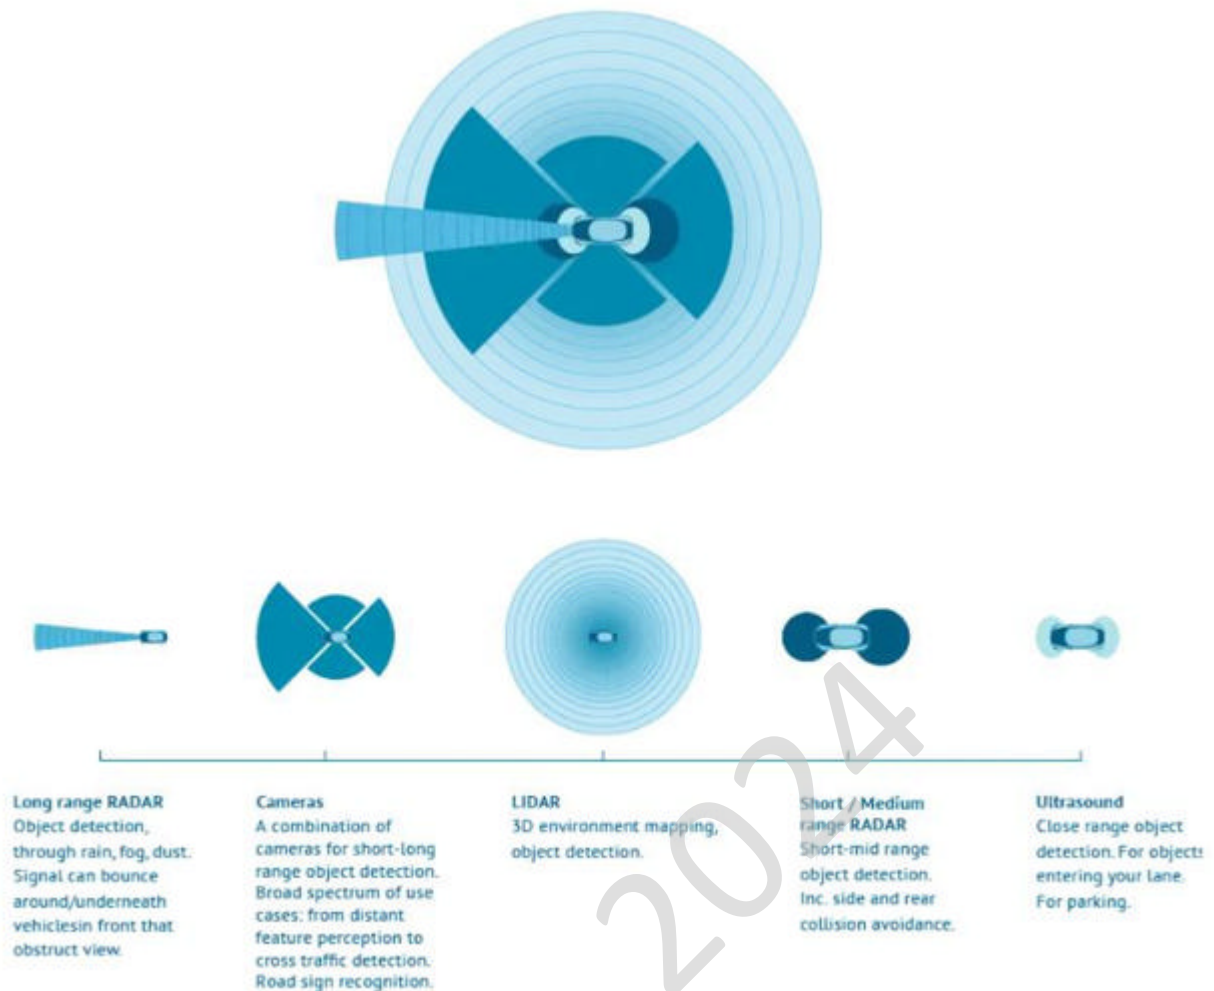 Long range RADAR
Object detection,
through rain, fog, dust.
Signal can bounce
around/underneath
vehiclesin front that
obstruct view.
Cameras
A combination of
cameras for short-long
range object detection.
Broad spectrum of use
cases: from distant
feature perception to
cross traffic detection.
Road sign recognition.
LIDAR
3D environment mapping,
object detection.
Short / Medium
range RADAR
Short-mid range
object detection.
Inc. side and rear
collision avoidance.
Ultrasound
Close range object
detection. For objects
entering your lane.
For parking.
2024